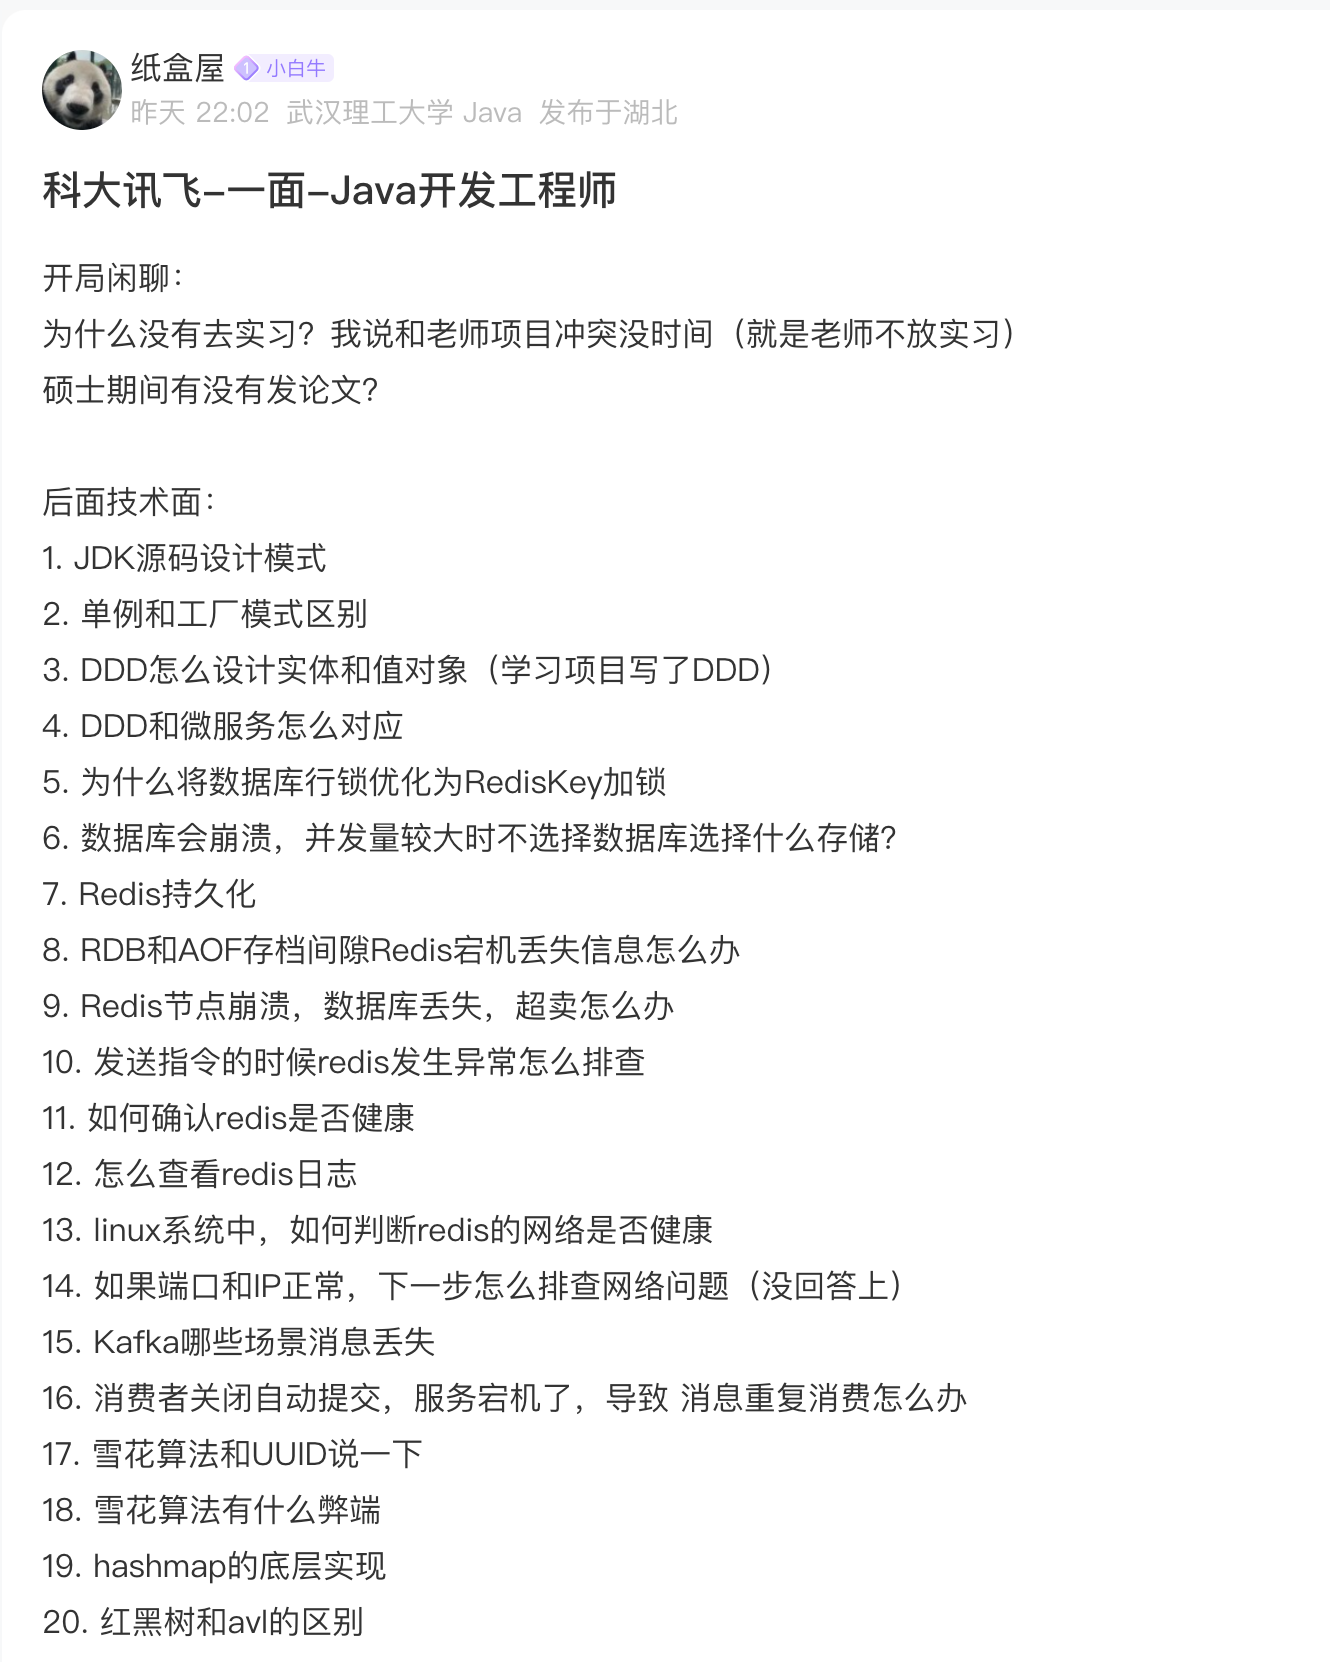 纸盒屋 1 小白牛
昨天 22:02 武汉理工大学 Java 发布于湖北
科大讯飞-一面-Java开发工程师
开局闲聊：
为什么没有去实习？我说和老师项目冲突没时间（就是老师不放实习）
硕士期间有没有发论文？
后面技术面：
1. JDK源码设计模式
2. 单例和工厂模式区别
3. DDD怎么设计实体和值对象（学习项目写了DDD）
4. DDD和微服务怎么对应
5. 为什么将数据库行锁优化为RedisKey加锁
6. 数据库会崩溃，并发量较大时不选择数据库选择什么存储？
7. Redis持久化
8. RDB和AOF存档间隙Redis宕机丢失信息怎么办
9. Redis节点崩溃，数据库丢失，超卖怎么办
10. 发送指令的时候redis发生异常怎么排查
11. 如何确认redis是否健康
12. 怎么查看redis日志
13. linux系统中，如何判断redis的网络是否健康
14. 如果端口和IP正常，下一步怎么排查网络问题（没回答上）
15. Kafka哪些场景消息丢失
16. 消费者关闭自动提交，服务宕机了，导致 消息重复消费怎么办
17. 雪花算法和UUID说一下
18. 雪花算法有什么弊端
19. hashmap的底层实现
20. 红黑树和avl的区别